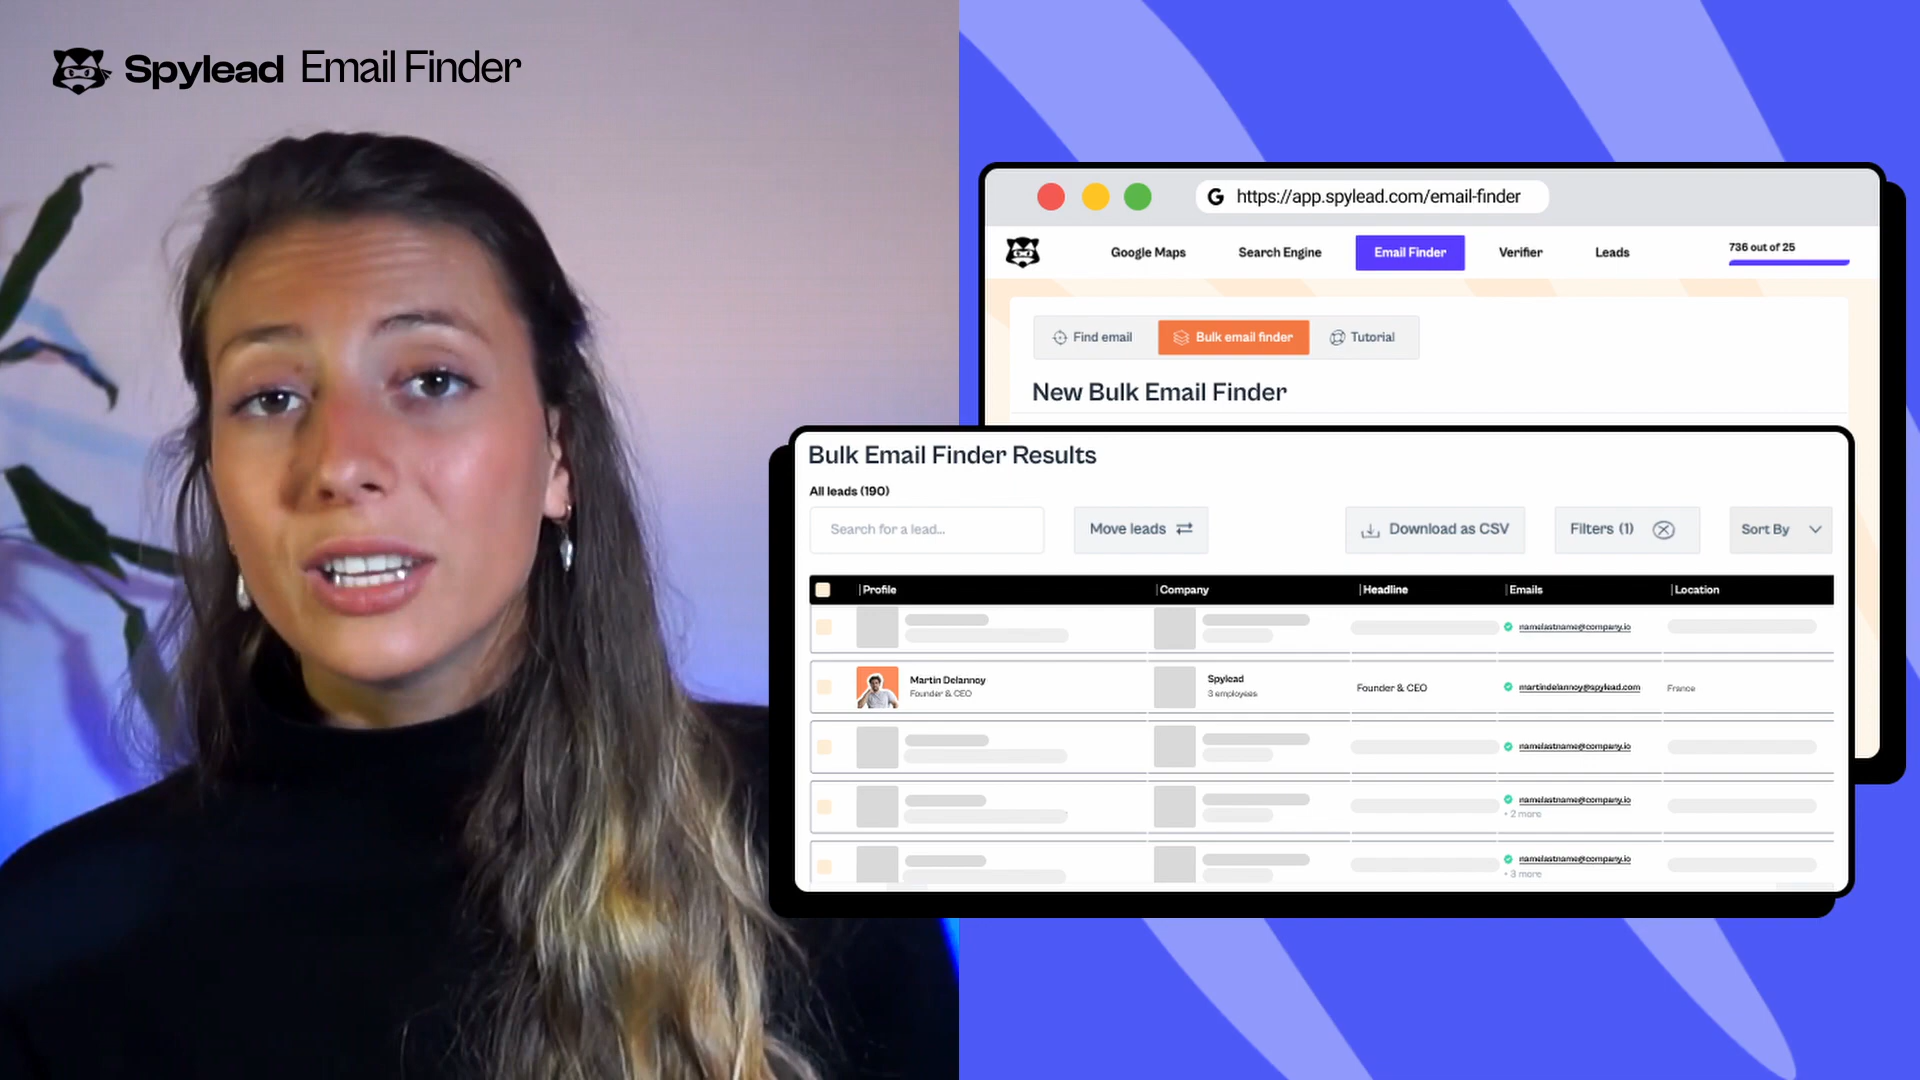 Spylead Email Finder
https://app.spylead.com/email-finder
Google Maps
Search Engine
Email Finder
Verifier
Leads
736 out of 25
Find email
Bulk email finder
Tutorial
New Bulk Email Finder
Bulk Email Finder Results
All leads (190)
Search for a lead...
Move leads
Download as CSV
Filters (1)
Sort By
Profile
Company
Headline
Emails
Location
namelastname@company.io
Martin Delannoy
Founder & CEO
Spylead
3 employees
Founder & CEO
martindelannoy@spylead.com
France
namelastname@company.io
namelastname@company.io
+ 2 more
namelastname@company.io
+ 3 more